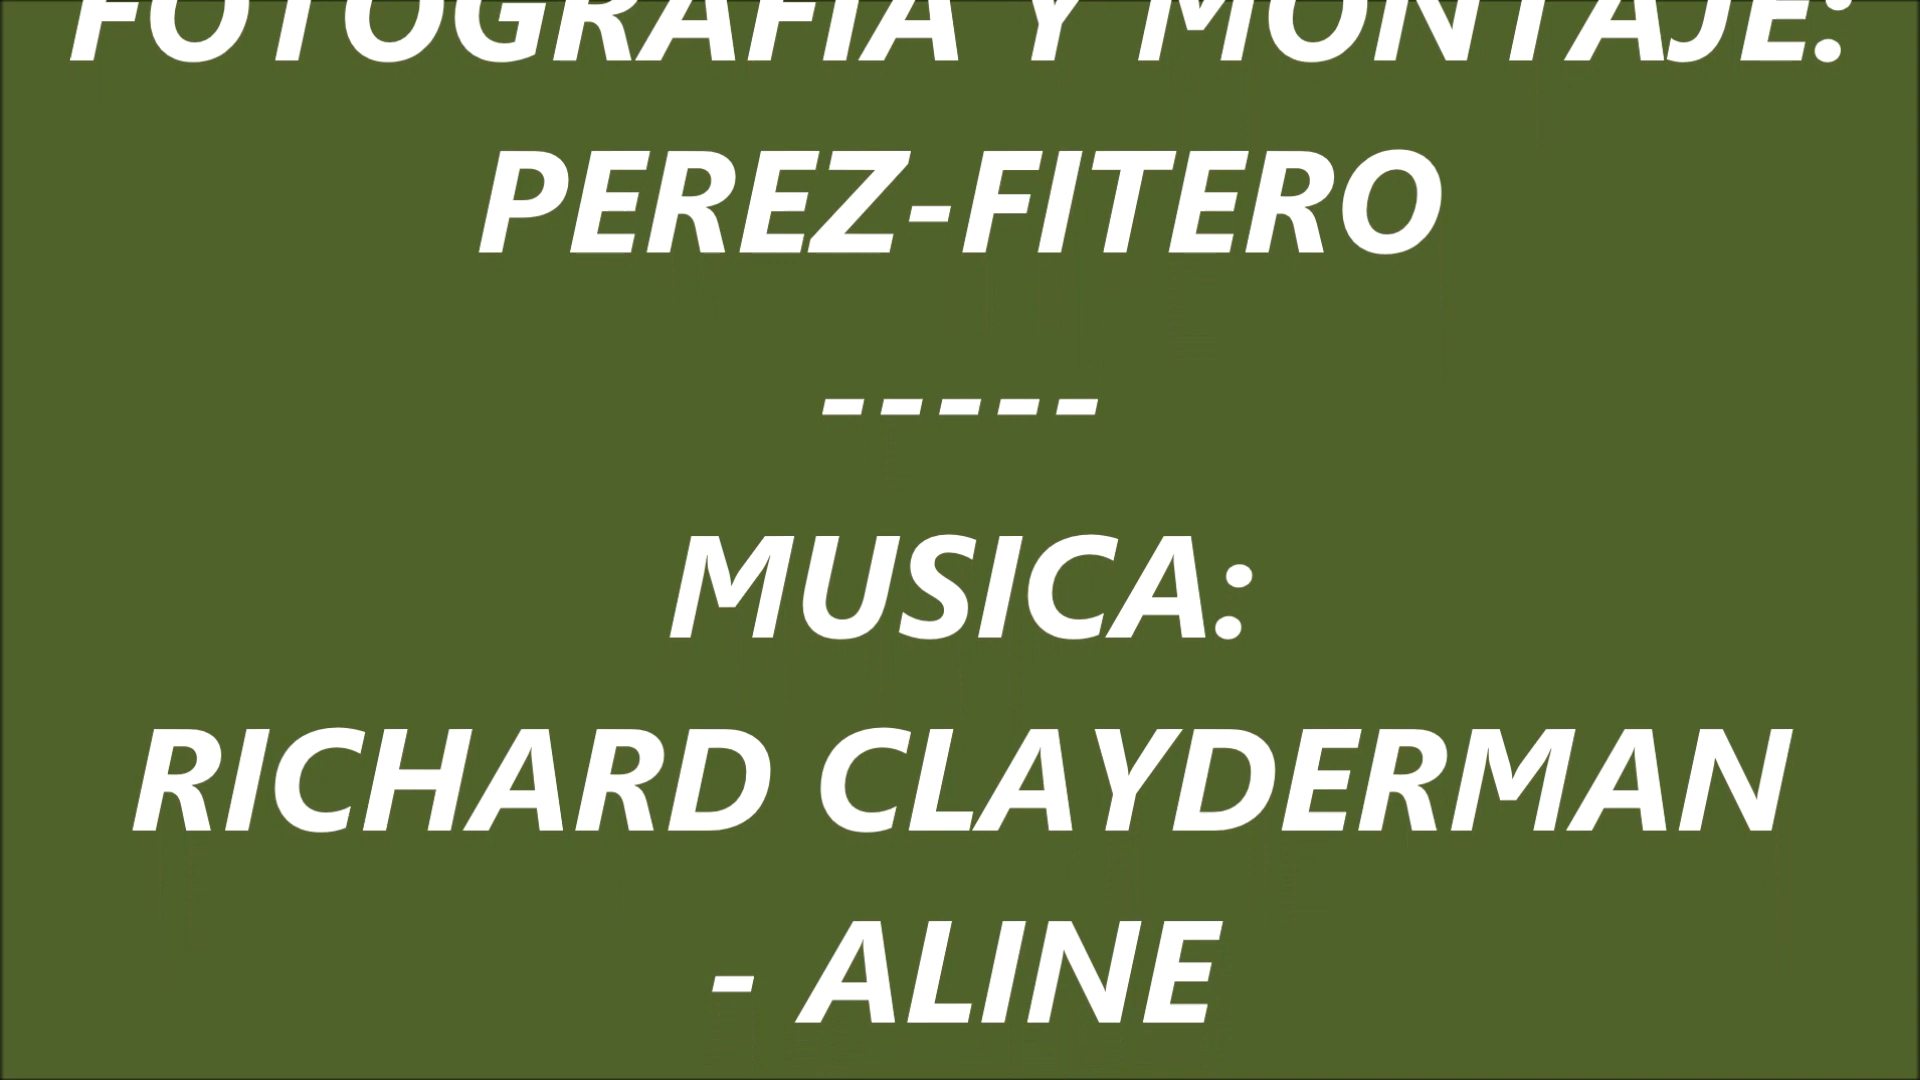 FOTOGRAFIA Y MONTAJE:
PEREZ-FITERO
-----
MUSICA:
RICHARD CLAYDERMAN
- ALINE